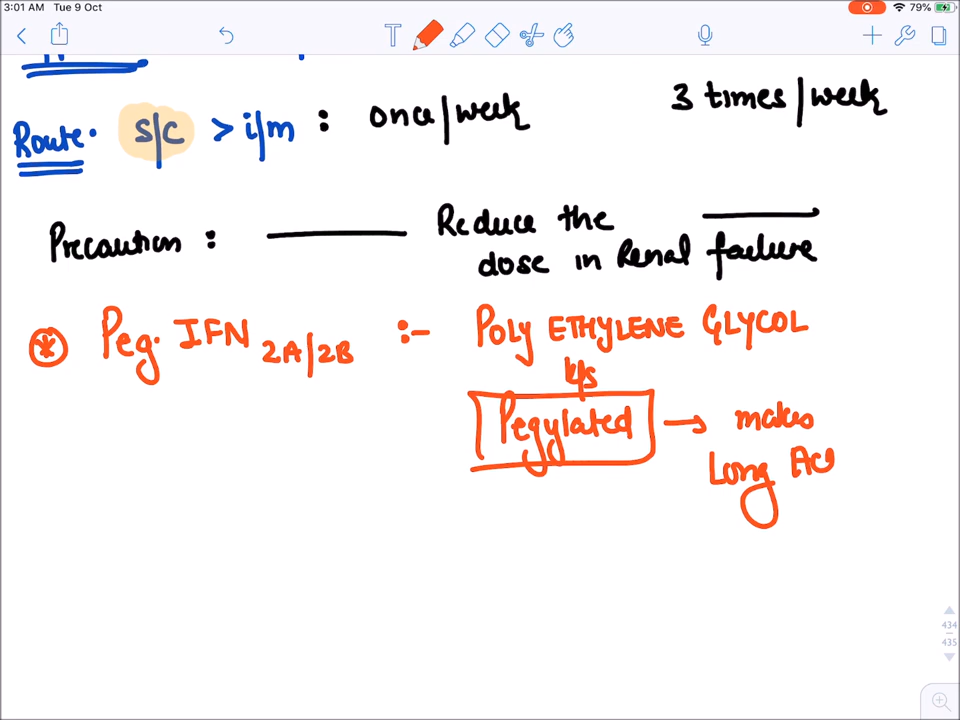 3:01 AM Tue 9 Oct 79%
T
Route. s/c > i/m : once/week 3 times/week
Precaution : Reduce the
dose in Renal failure
* Peg. IFN 2A/2B :- POLY ETHYLENE GLYCOL
k/s
Pegylated → makes
Long Ac
434
435